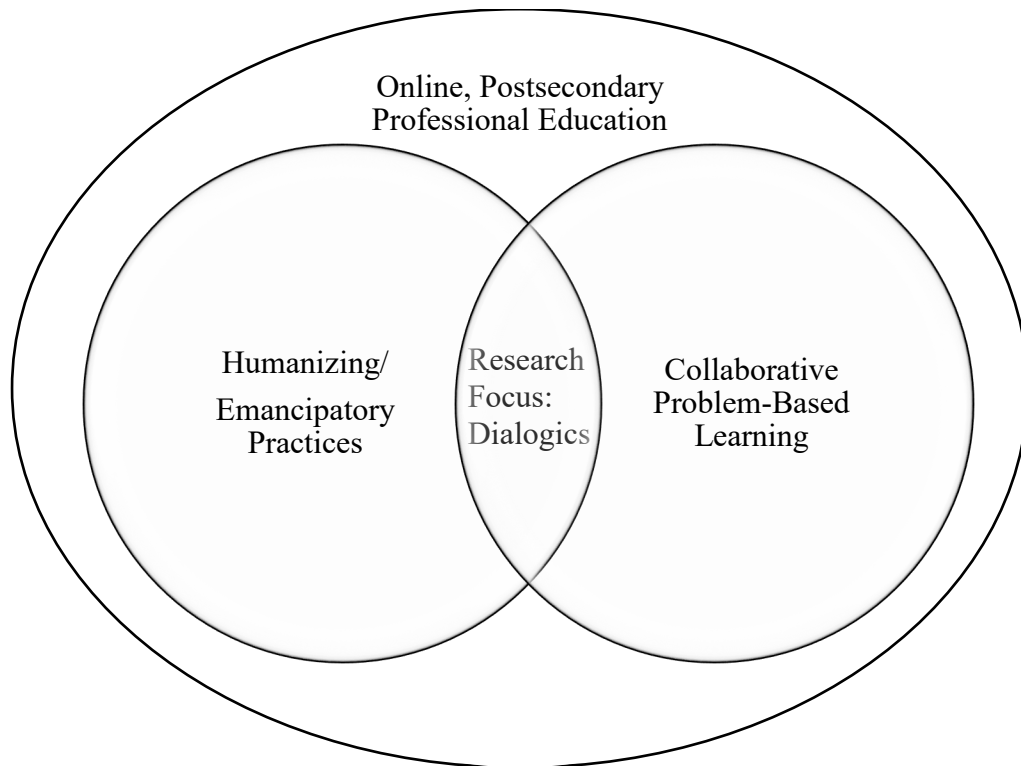 Online, Postsecondary
Professional Education
Humanizing/
Emancipatory
Practices
Research
Focus:
Dialogics
Collaborative
Problem-Based
Learning